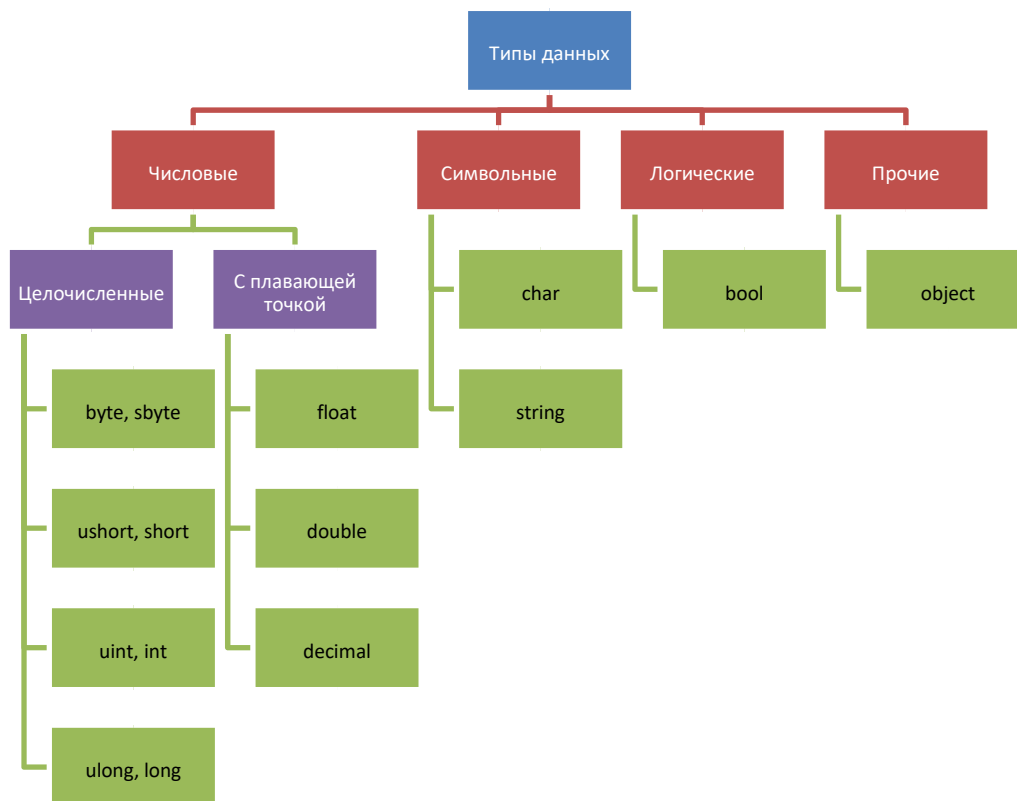 Типы данных
Числовые
Символьные
Логические
Прочие
Целочисленные
С плавающей
точкой
char
bool
object
byte, sbyte
float
string
ushort, short
double
uint, int
decimal
ulong, long